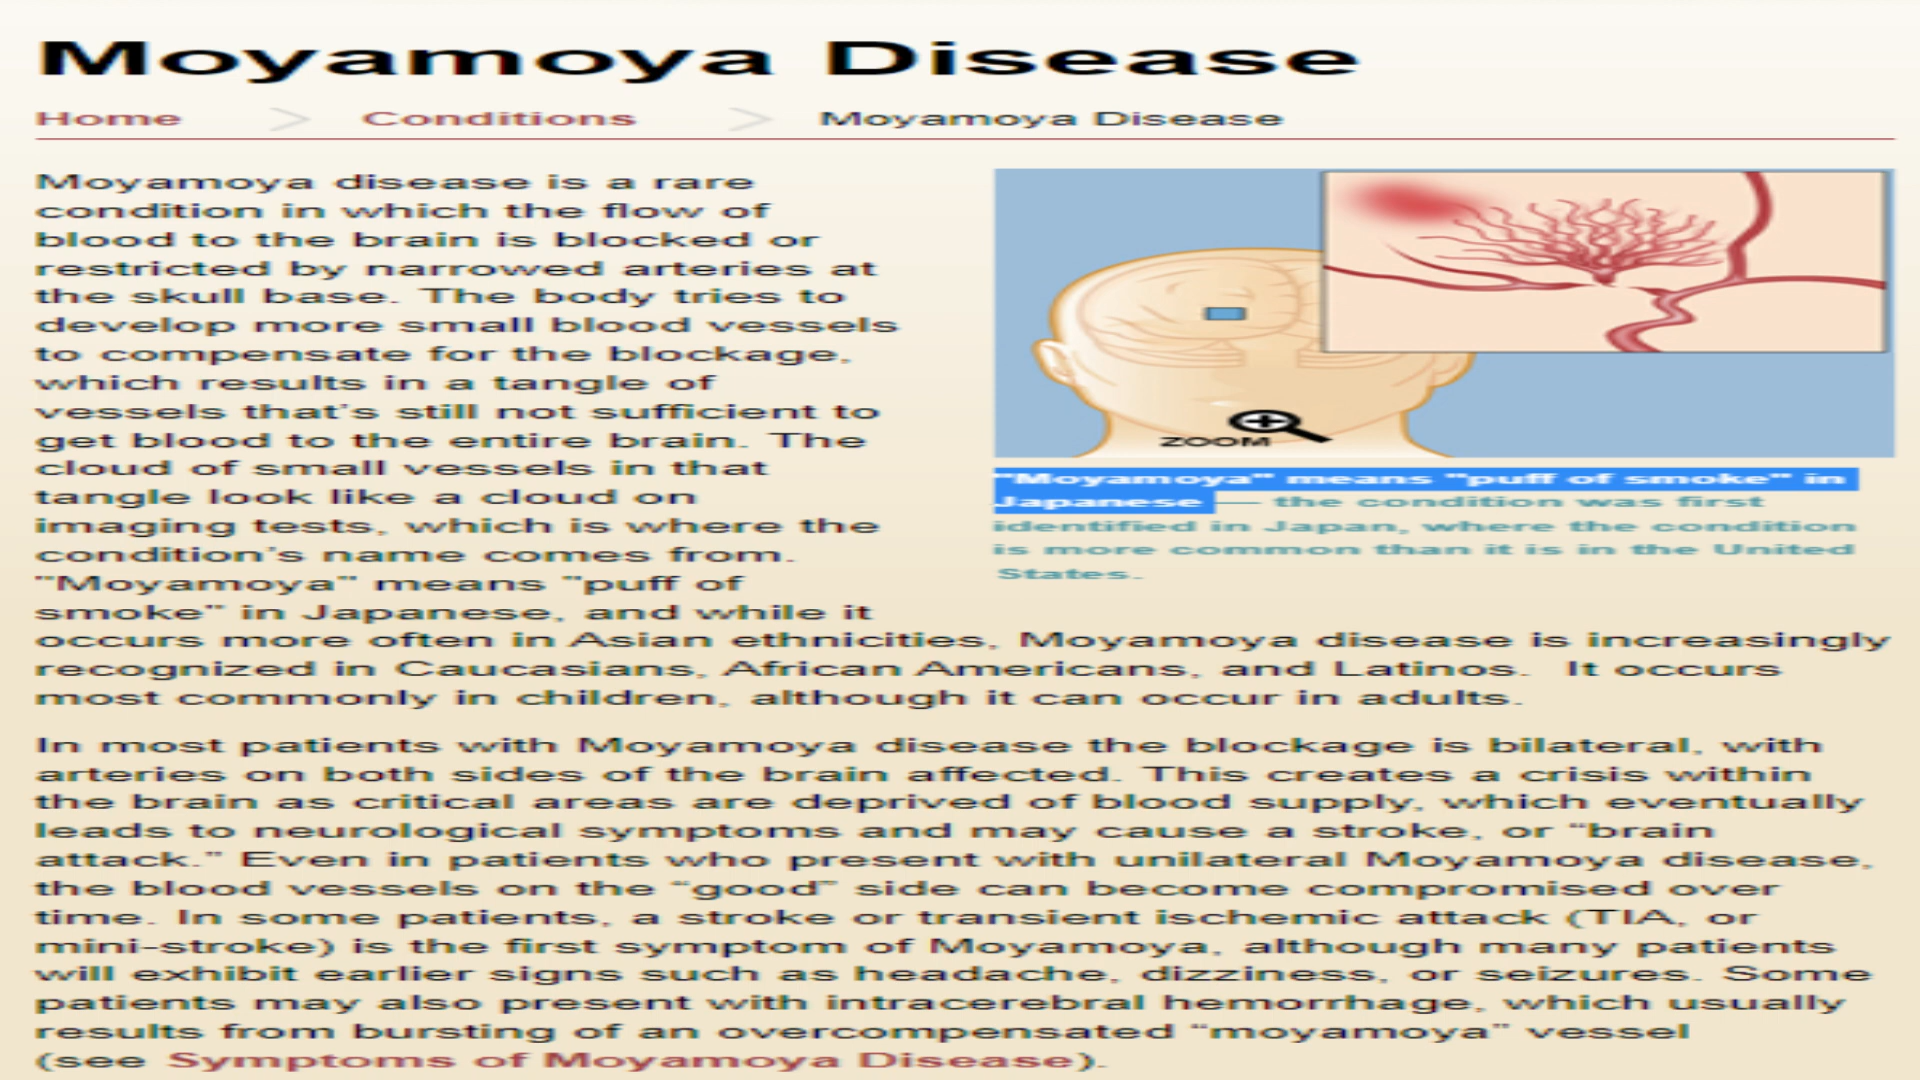 Moyamoya Disease
Home > Conditions > Moyamoya Disease
Moyamoya disease is a rare
condition in which the flow of
blood to the brain is blocked or
restricted by narrowed arteries at
the skull base. The body tries to
develop more small blood vessels
to compensate for the blockage,
which results in a tangle of
vessels that's still not sufficient to
get blood to the entire brain. The
cloud of small vessels in that
tangle look like a cloud on
imaging tests, which is where the
condition's name comes from.
"Moyamoya" means "puff of
smoke" in Japanese, and while it
occurs more often in Asian ethnicities, Moyamoya disease is increasingly
recognized in Caucasians, African Americans, and Latinos. It occurs
most commonly in children, although it can occur in adults.
ZOOM
"Moyamoya" means "puff of smoke" in
Japanese — the condition was first
identified in Japan, where the condition
is more common than it is in the United
States.
In most patients with Moyamoya disease the blockage is bilateral, with
arteries on both sides of the brain affected. This creates a crisis within
the brain as critical areas are deprived of blood supply, which eventually
leads to neurological symptoms and may cause a stroke, or “brain
attack.” Even in patients who present with unilateral Moyamoya disease,
the blood vessels on the “good” side can become compromised over
time. In some patients, a stroke or transient ischemic attack (TIA, or
mini-stroke) is the first symptom of Moyamoya, although many patients
will exhibit earlier signs such as headache, dizziness, or seizures. Some
patients may also present with intracerebral hemorrhage, which usually
results from bursting of an overcompensated “moyamoya” vessel
(see Symptoms of Moyamoya Disease).